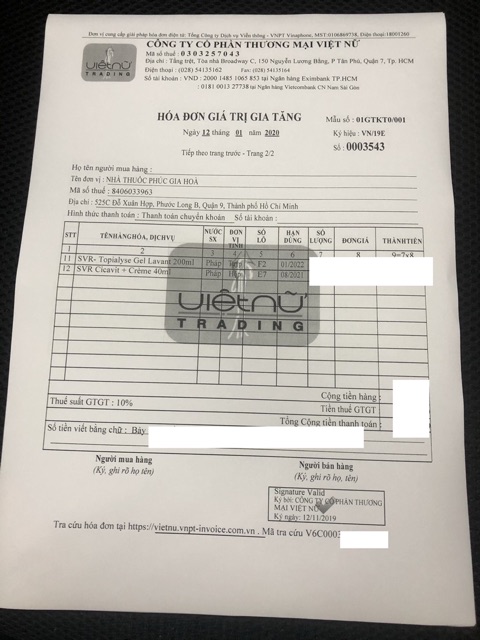 Đơn vị cung cấp giải pháp hóa đơn điện tử: Tổng Công ty Dịch vụ Viễn thông - VNPT Vinaphone, MST:0106869738, Điện thoại:18001260
CÔNG TY CỔ PHẦN THƯƠNG MẠI VIỆT NỮ
Mã số thuế : 0303257043
Địa chỉ : Tầng trệt, Tòa nhà Broadway C, 150 Nguyễn Lương Bằng, P Tân Phú, Quận 7, Tp. HCM
Điện thoại : (028) 54135162 Fax: (028) 54135164
Số tài khoản : VND : 2000 1485 1065 853 tại Ngân hàng Eximbank TP.HCM
: 0181 0013 27738 tại Ngân hàng Vietcombank CN Nam Sài Gòn
việtnữ
TRADING
HÓA ĐƠN GIÁ TRỊ GIA TĂNG
Mẫu số : 01GTKT0/001
Ngày 12 tháng 01 năm 2020
Ký hiệu : VN/19E
Tiếp theo trang trước - Trang 2/2
Số : 0003543
Họ tên người mua hàng :
Tên đơn vị : NHÀ THUỐC PHÚC GIA HOÀ
Mã số thuế : 8406033963
Địa chỉ : 525C Đỗ Xuân Hợp, Phước Long B, Quận 9, Thành phố Hồ Chí Minh
Hình thức thanh toán : Thanh toán chuyển khoản Số tài khoản :
STT TÊN HÀNG HÓA, DỊCH VỤ NƯỚC SX ĐƠN VỊ TÍNH SỐ LÔ HẠN DÙNG SỐ LƯỢNG ĐƠN GIÁ THÀNH TIỀN
1 2 3 4 5 6 7 8 9=7x8
11 SVR- Topialyse Gel Lavant 200ml Pháp F2 01/2022
12 SVR Cicavit + Crème 40ml Pháp E7 08/2021
việtnữ
TRADING
Cộng tiền hàng :
Thuế suất GTGT : 10% Tiền thuế GTGT
Tổng Cộng tiền thanh toán :
Số tiền viết bằng chữ : Bảy
Người mua hàng Người bán hàng
(Ký, ghi rõ họ, tên) (Ký, ghi rõ họ, tên)
Signature Valid
Ký bởi: CÔNG TY CỔ PHẦN THƯƠNG
MẠI VIỆT NỮ
Ký ngày: 12/11/2019
Tra cứu hóa đơn tại https://vietnu.vnpt-invoice.com.vn . Mã tra cứu V6C0003